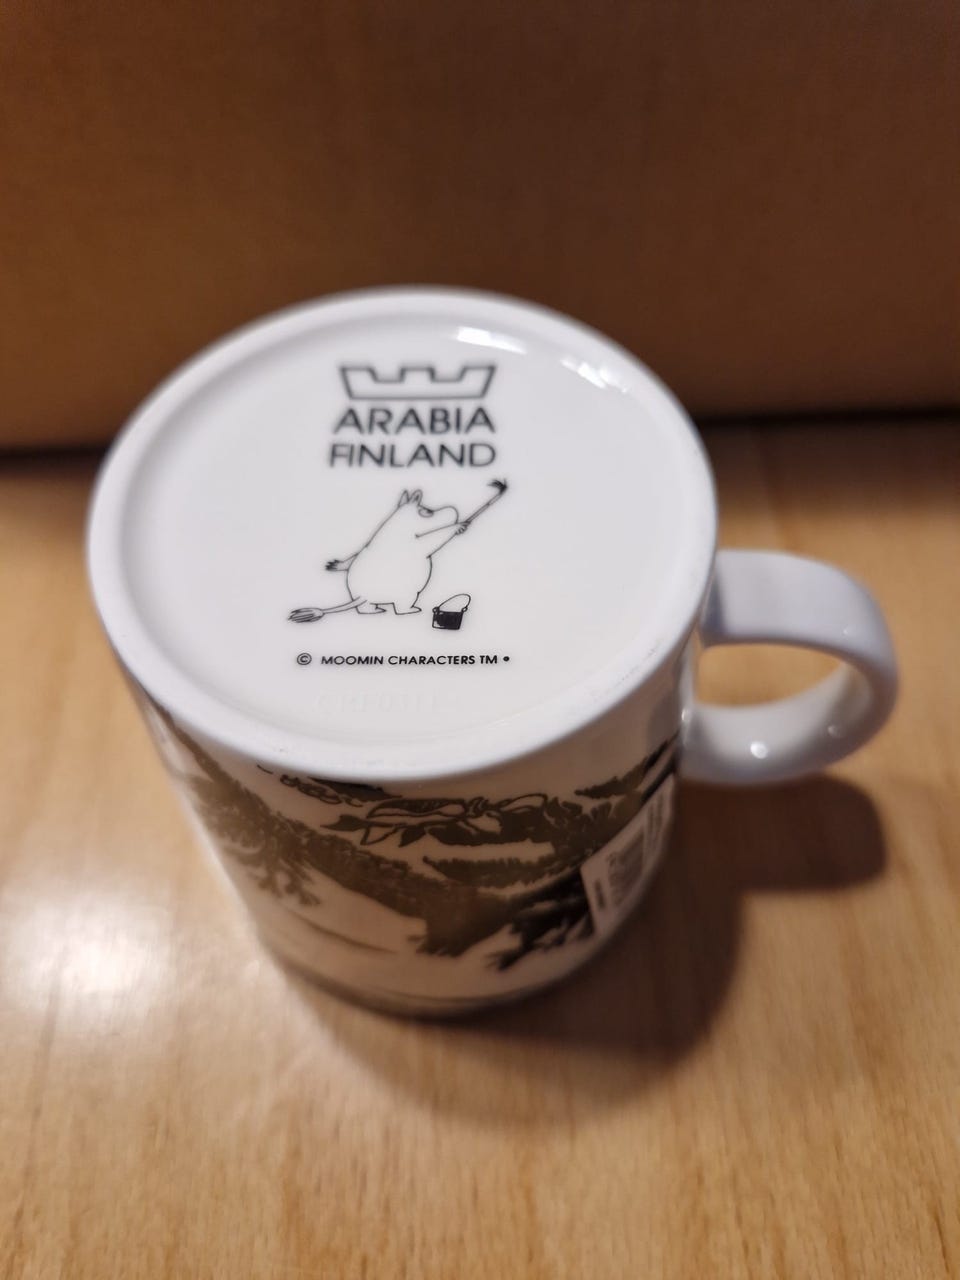 ARABIA
FINLAND
© MOOMIN CHARACTERS TM •